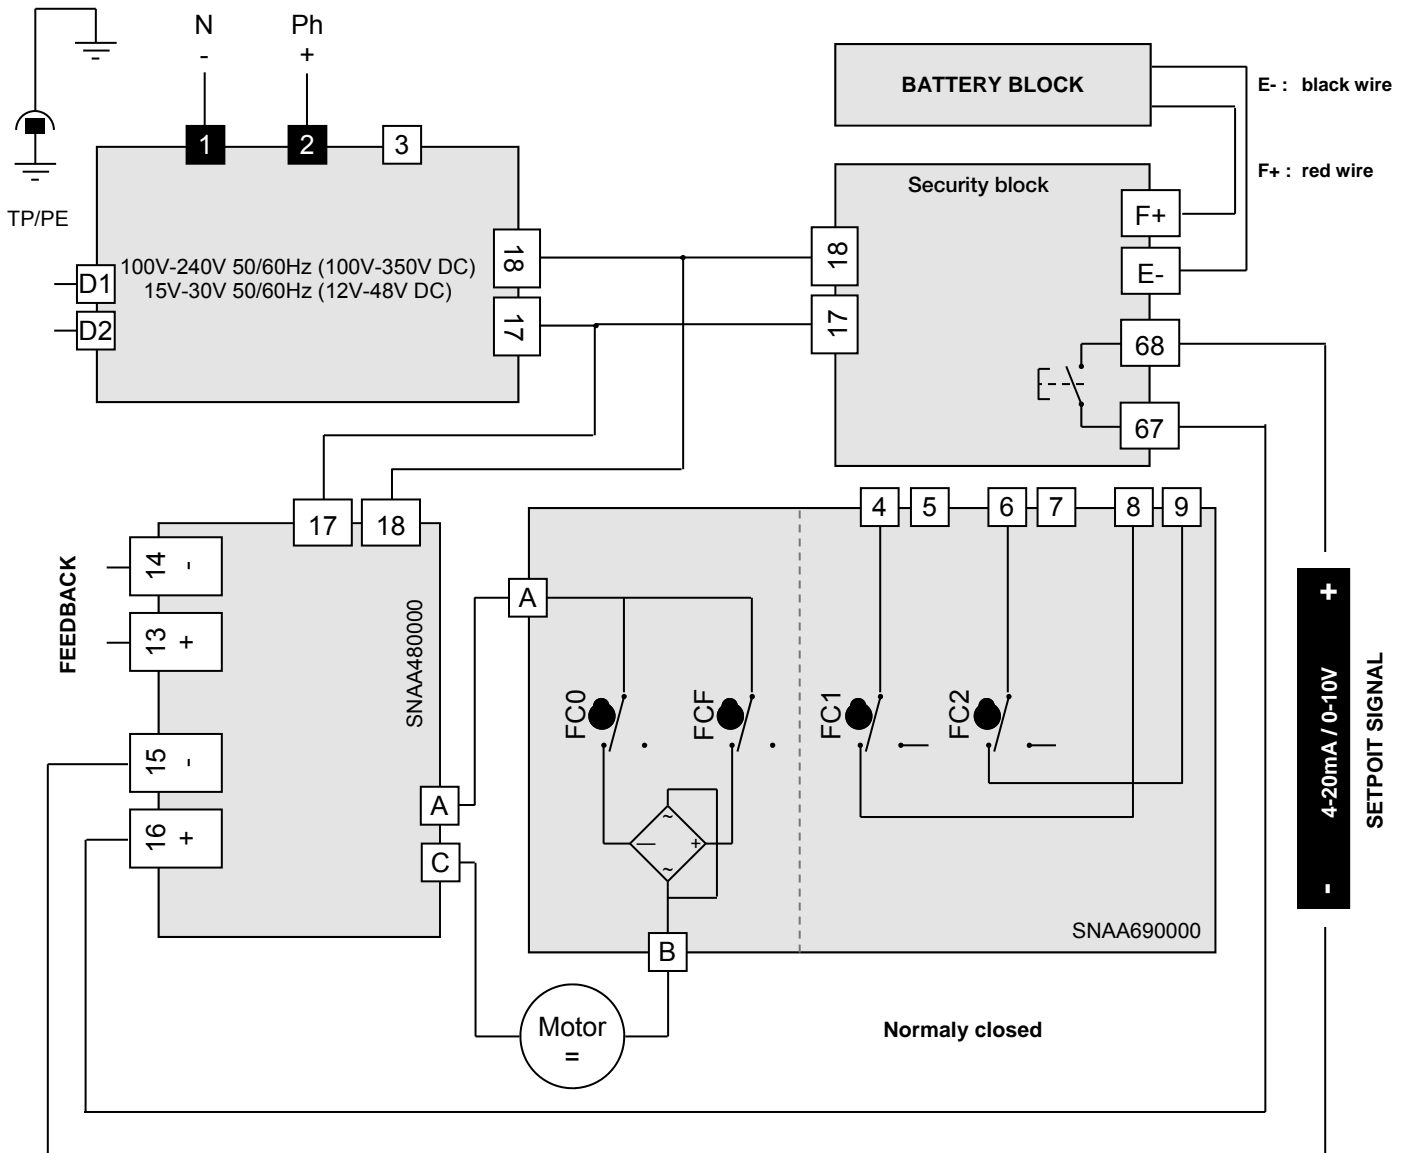 N
Ph
-
+
BATTERY BLOCK
E- : black wire
F+ : red wire
1
2
3
TP/PE
Security block
F+
E-
18
17
18
17
68
67
D1
D2
100V-240V 50/60Hz (100V-350V DC)
15V-30V 50/60Hz (12V-48V DC)
17
18
4
5
6
7
8
9
FEEDBACK
14 -
13 +
15 -
16 +
SNAA480000
A
C
A
FC0
FCF
FC1
FC2
~
—
+
~
B
SNAA690000
Motor
=
Normaly closed
+
4-20mA / 0-10V
-
SETPOIT SIGNAL